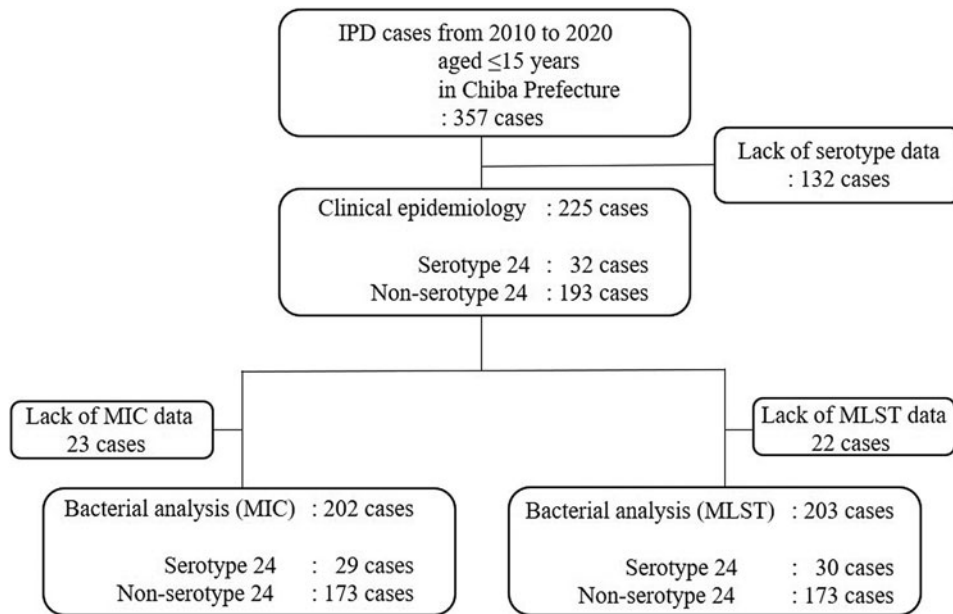 IPD cases from 2010 to 2020
aged ≤15 years
in Chiba Prefecture
: 357 cases
Lack of serotype data
: 132 cases
Clinical epidemiology : 225 cases
Serotype 24 : 32 cases
Non-serotype 24 : 193 cases
Lack of MIC data
23 cases
Lack of MLST data
22 cases
Bacterial analysis (MIC) : 202 cases
Serotype 24 : 29 cases
Non-serotype 24 : 173 cases
Bacterial analysis (MLST) : 203 cases
Serotype 24 : 30 cases
Non-serotype 24 : 173 cases